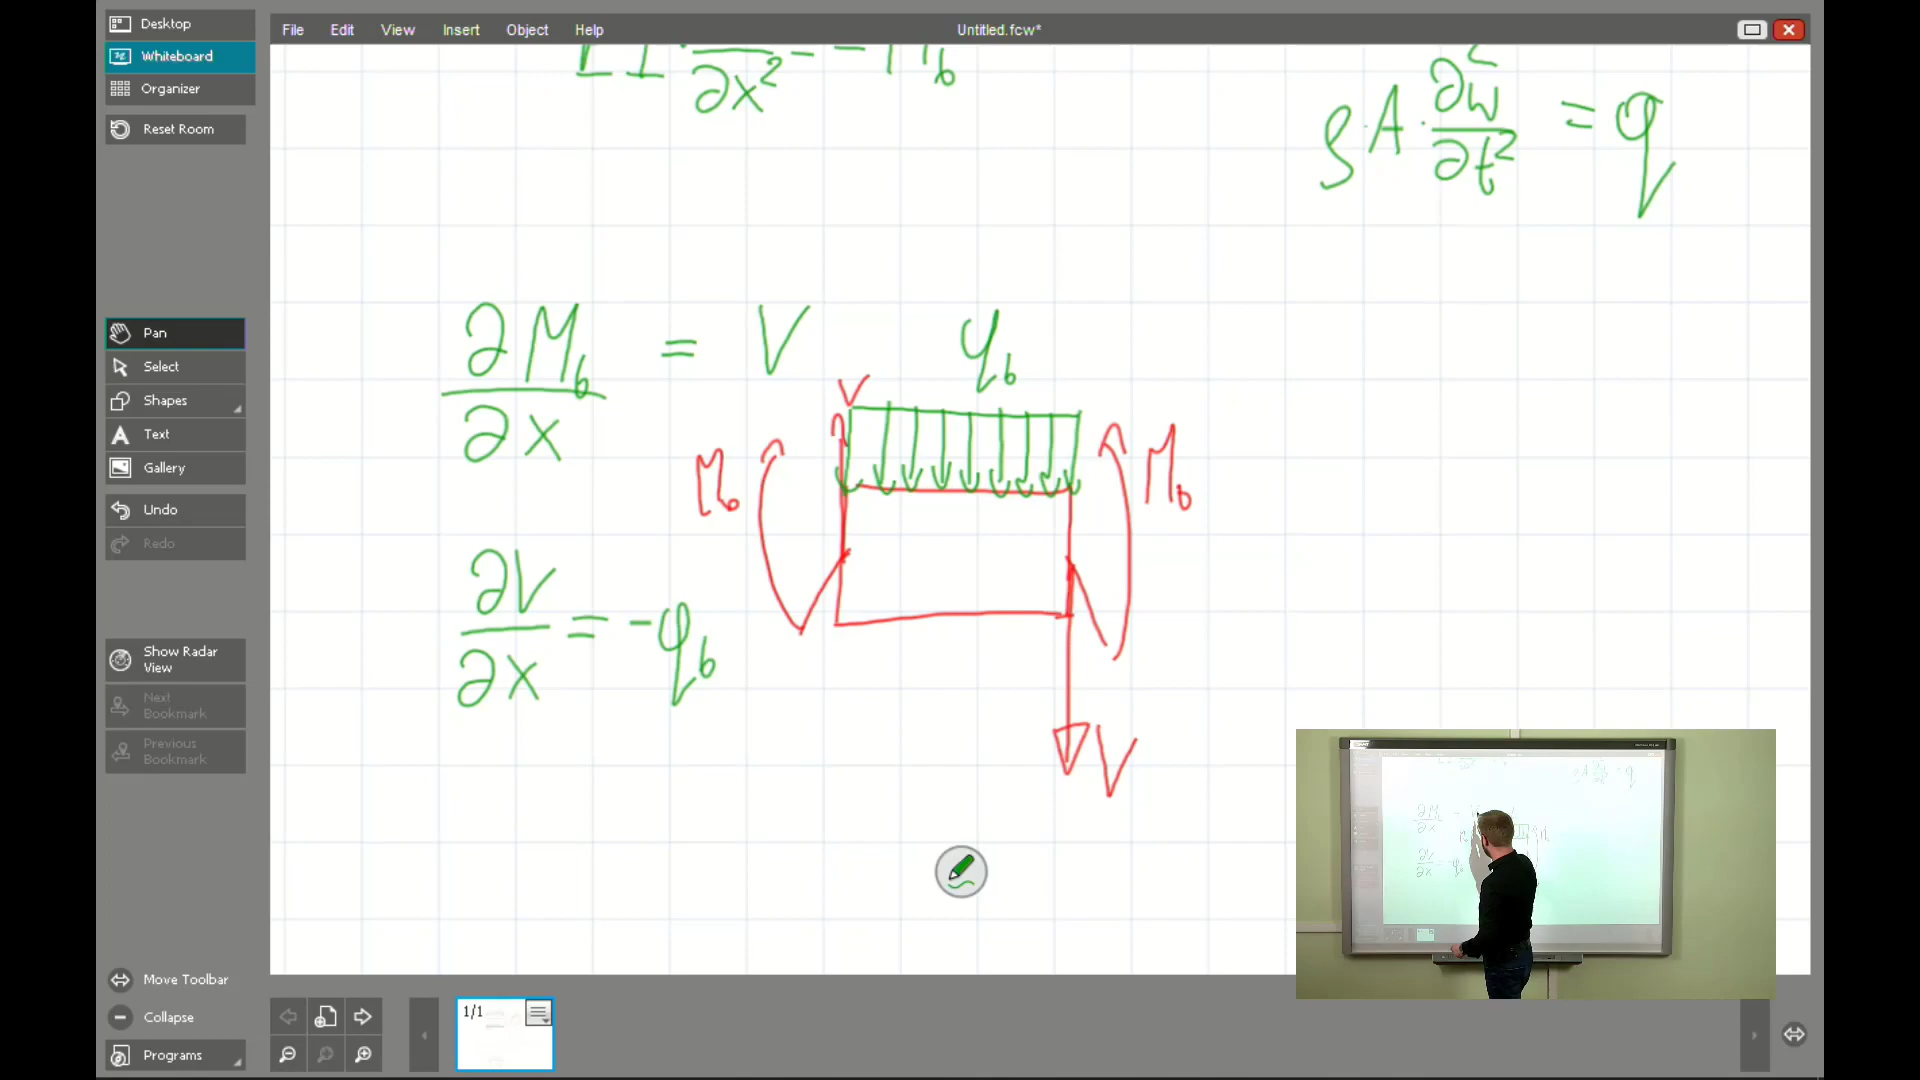 Desktop
Whiteboard
Organizer
Reset Room
File Edit View Insert Object Help
Untitled.fcw*
∂x² = -M_b
ρ·A·∂²w/∂t² = q
∂M_b/∂x = V
q_b
V
M_b
M_b
∂V/∂x = -q_b
V
Pan
Select
Shapes
Text
Gallery
Undo
Redo
Show Radar
View
Next
Bookmark
Previous
Bookmark
Move Toolbar
Collapse
Programs
1/1